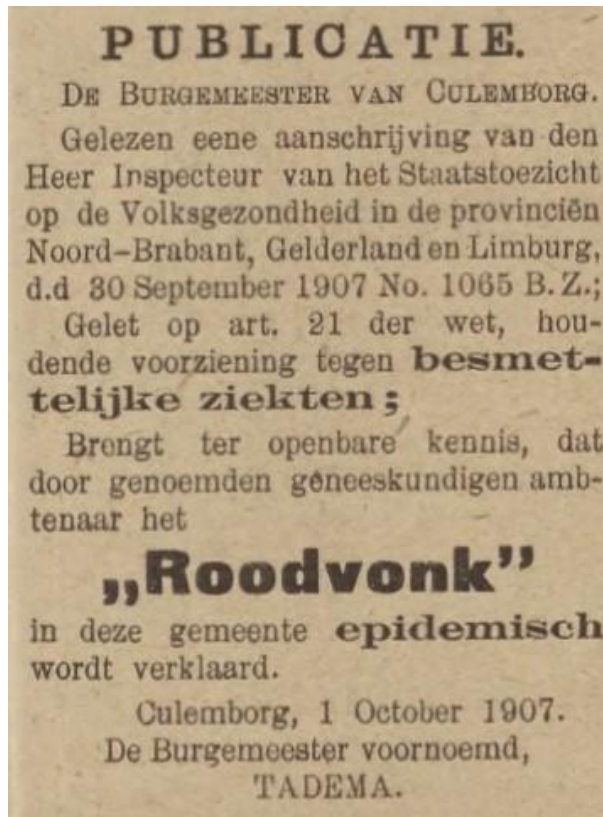 PUBLICATIE.
DE BURGEMEESTER VAN CULEMBORG.
Gelezen eene aanschrijving van den
Heer Inspecteur van het Staatstoezicht
op de Volksgezondheid in de provinciën
Noord-Brabant, Gelderland en Limburg,
d.d 30 September 1907 No. 1065 B. Z.;
Gelet op art. 21 der wet, hou-
dende voorziening tegen besmet-
telijke ziekten;
Brengt ter openbare kennis, dat
door genoemden geneeskundigen amb-
tenaar het
„Roodvonk”
in deze gemeente epidemisch
wordt verklaard.
Culemborg, 1 October 1907.
De Burgemeester voornoemd,
TADEMA.